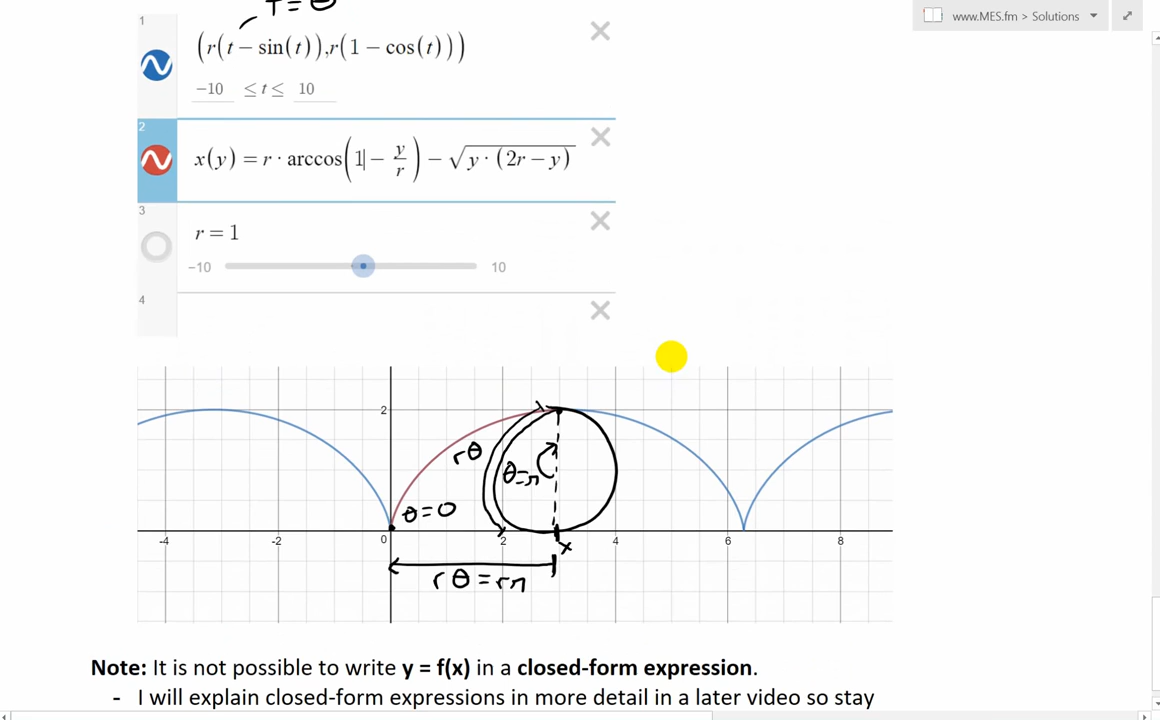 T = θ
www.MES.fm > Solutions
1
(r(t − sin(t)),r(1 − cos(t)))
−10 ≤ t ≤ 10
2
x(y) = r · arccos(1 − y/r) − √y · (2r − y)
3
r = 1
−10 10
4
2
rθ
θ=π
θ=0
-4 -2 0 2 4 6 8
x
rθ = rπ
Note: It is not possible to write y = f(x) in a closed-form expression.
- I will explain closed-form expressions in more detail in a later video so stay